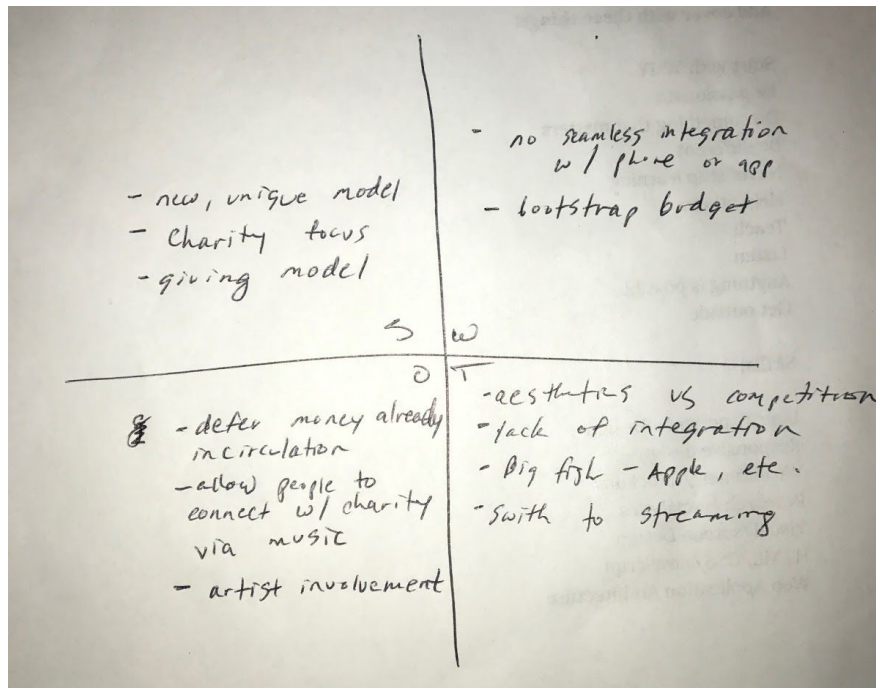 - new, unique model
- Charity focus
- giving model
S
- no seamless integration
w/ phone or app
- bootstrap budget
W
O
- defer money already
in circulation
- allow people to
connect w/ charity
via music
- artist involvement
T
- aesthetics vs competition
- lack of integration
- Big fish - Apple, etc.
- swith to streaming